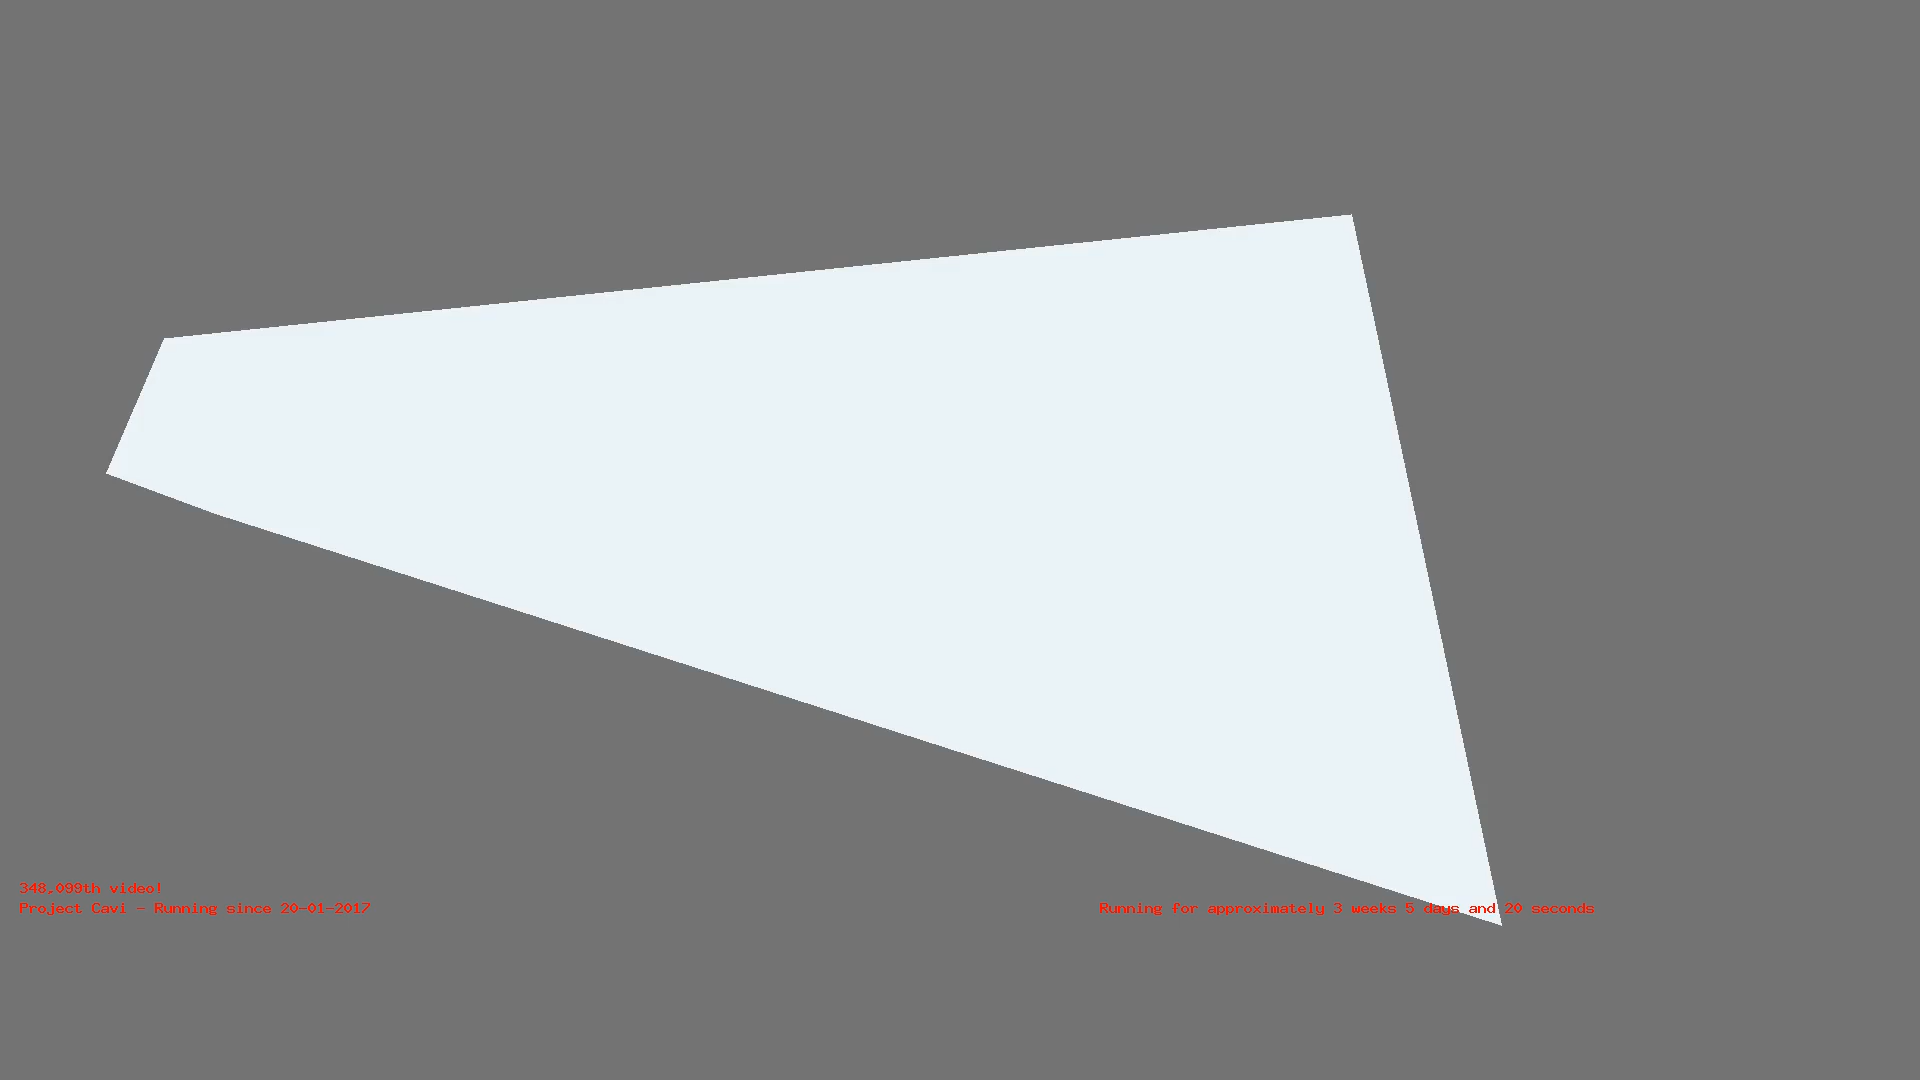 348,099th video!
Project Cavi - Running since 20-01-2017
Running for approximately 3 weeks 5 days and 20 seconds